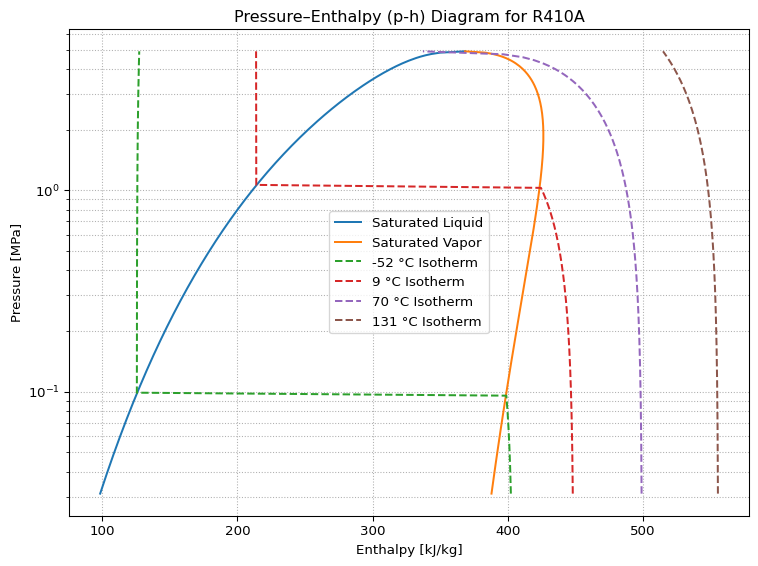 Pressure–Enthalpy (p-h) Diagram for R410A
Pressure [MPa]
10⁰
10⁻¹
Saturated Liquid
Saturated Vapor
-52 °C Isotherm
9 °C Isotherm
70 °C Isotherm
131 °C Isotherm
100 200 300 400 500
Enthalpy [kJ/kg]